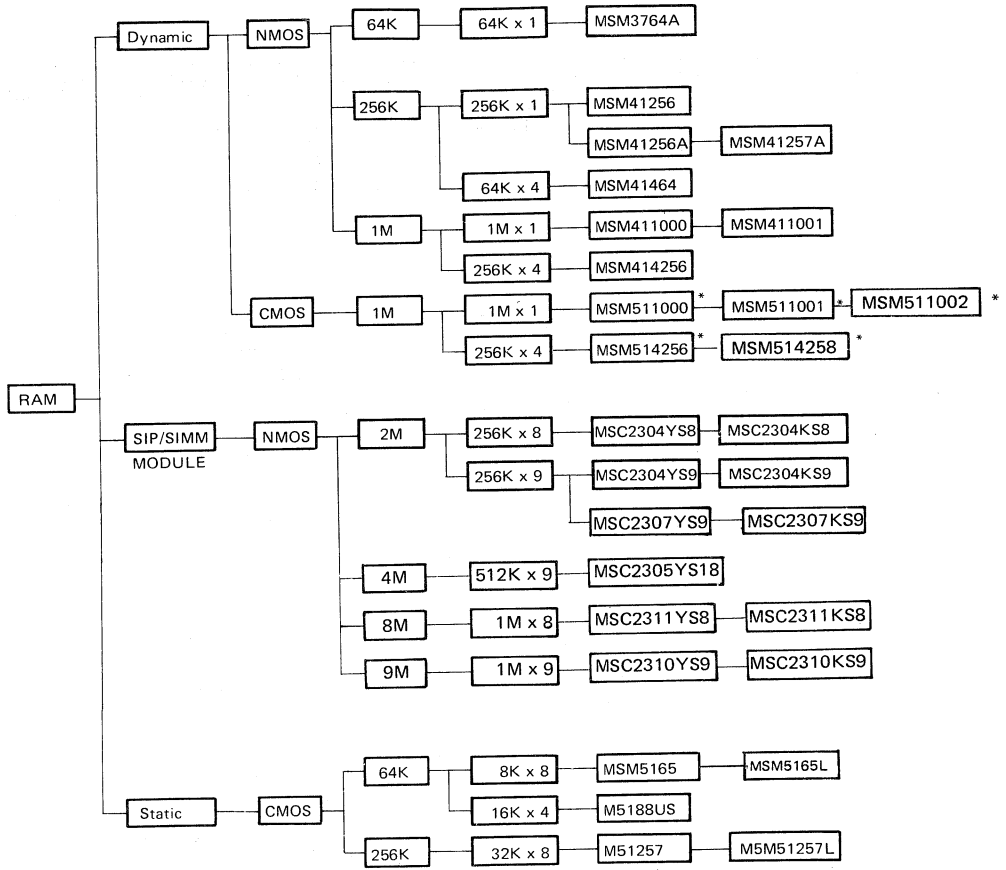 Dynamic NMOS 64K 64K x 1 MSM3764A
256K 256K x 1 MSM41256
MSM41256A MSM41257A
64K x 4 MSM41464
1M 1M x 1 MSM411000 MSM411001
256K x 4 MSM414256
CMOS 1M 1M x 1 MSM511000 * MSM511001 * MSM511002 *
256K x 4 MSM514256 * MSM514258 *
RAM
SIP/SIMM NMOS 2M 256K x 8 MSC2304YS8 MSC2304KS8
MODULE
256K x 9 MSC2304YS9 MSC2304KS9
MSC2307YS9 MSC2307KS9
4M 512K x 9 MSC2305YS18
8M 1M x 8 MSC2311YS8 MSC2311KS8
9M 1M x 9 MSC2310YS9 MSC2310KS9
64K 8K x 8 MSM5165 MSM5165L
Static CMOS 16K x 4 M5188US
256K 32K x 8 M51257 M5M51257L